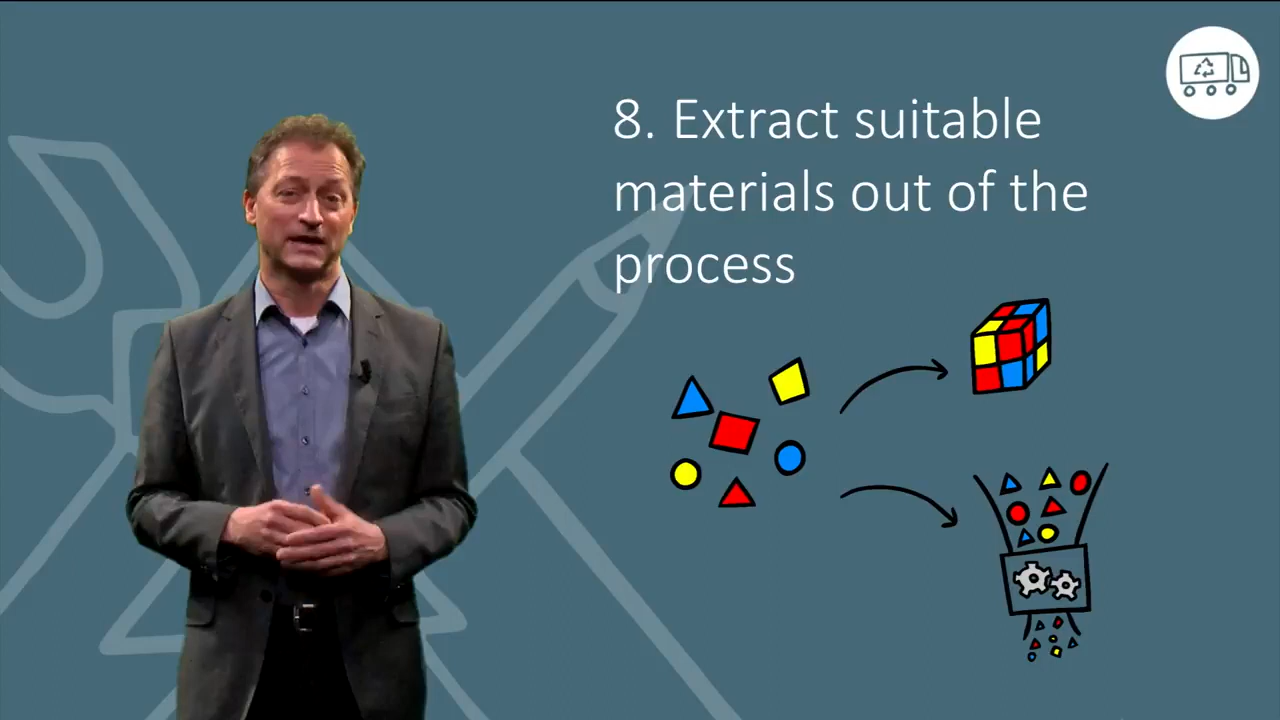 8. Extract suitable
materials out of the
process